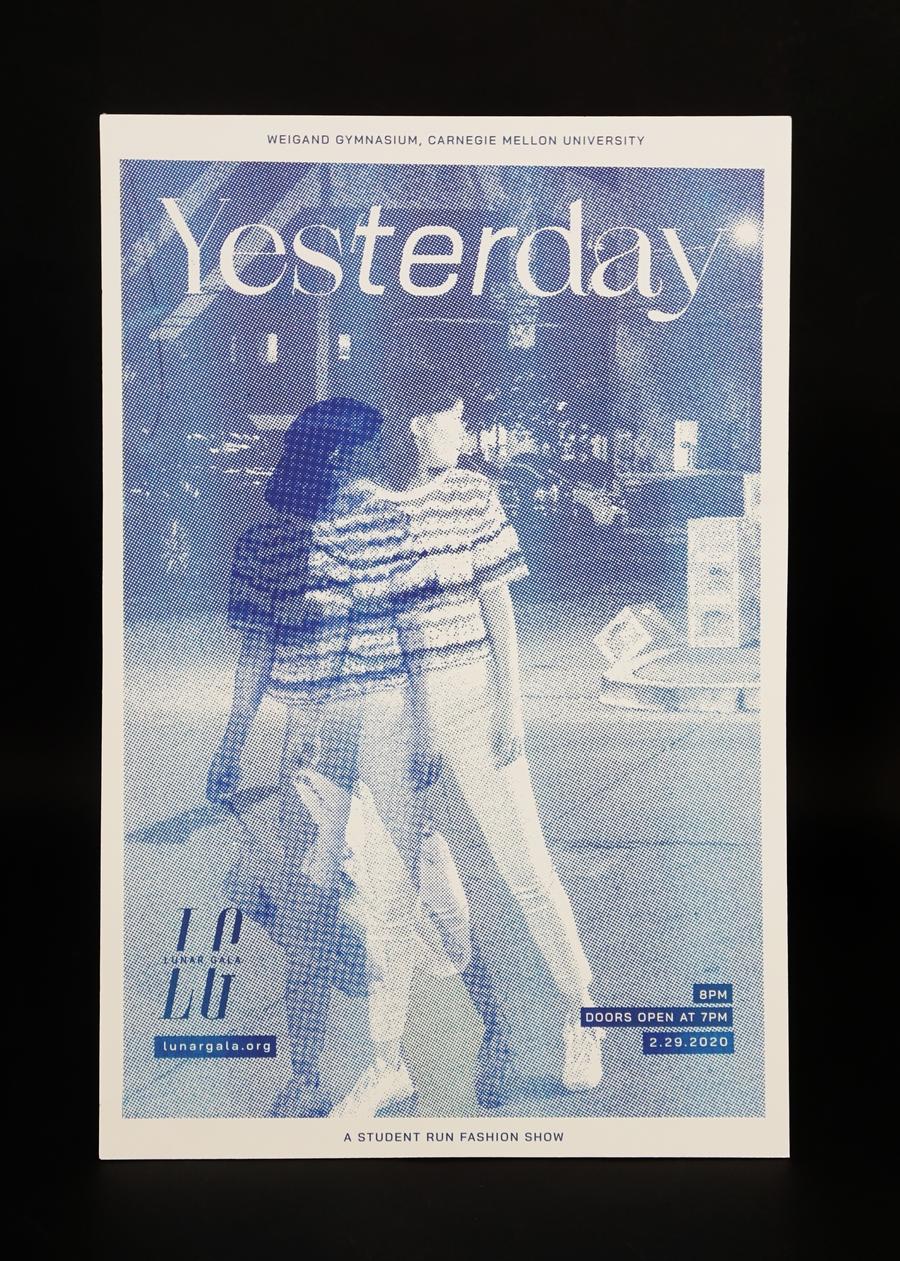 WEIGAND GYMNASIUM, CARNEGIE MELLON UNIVERSITY
Yesterday
LUNAR GALA
LG
lunargala.org
8PM
DOORS OPEN AT 7PM
2.29.2020
A STUDENT RUN FASHION SHOW